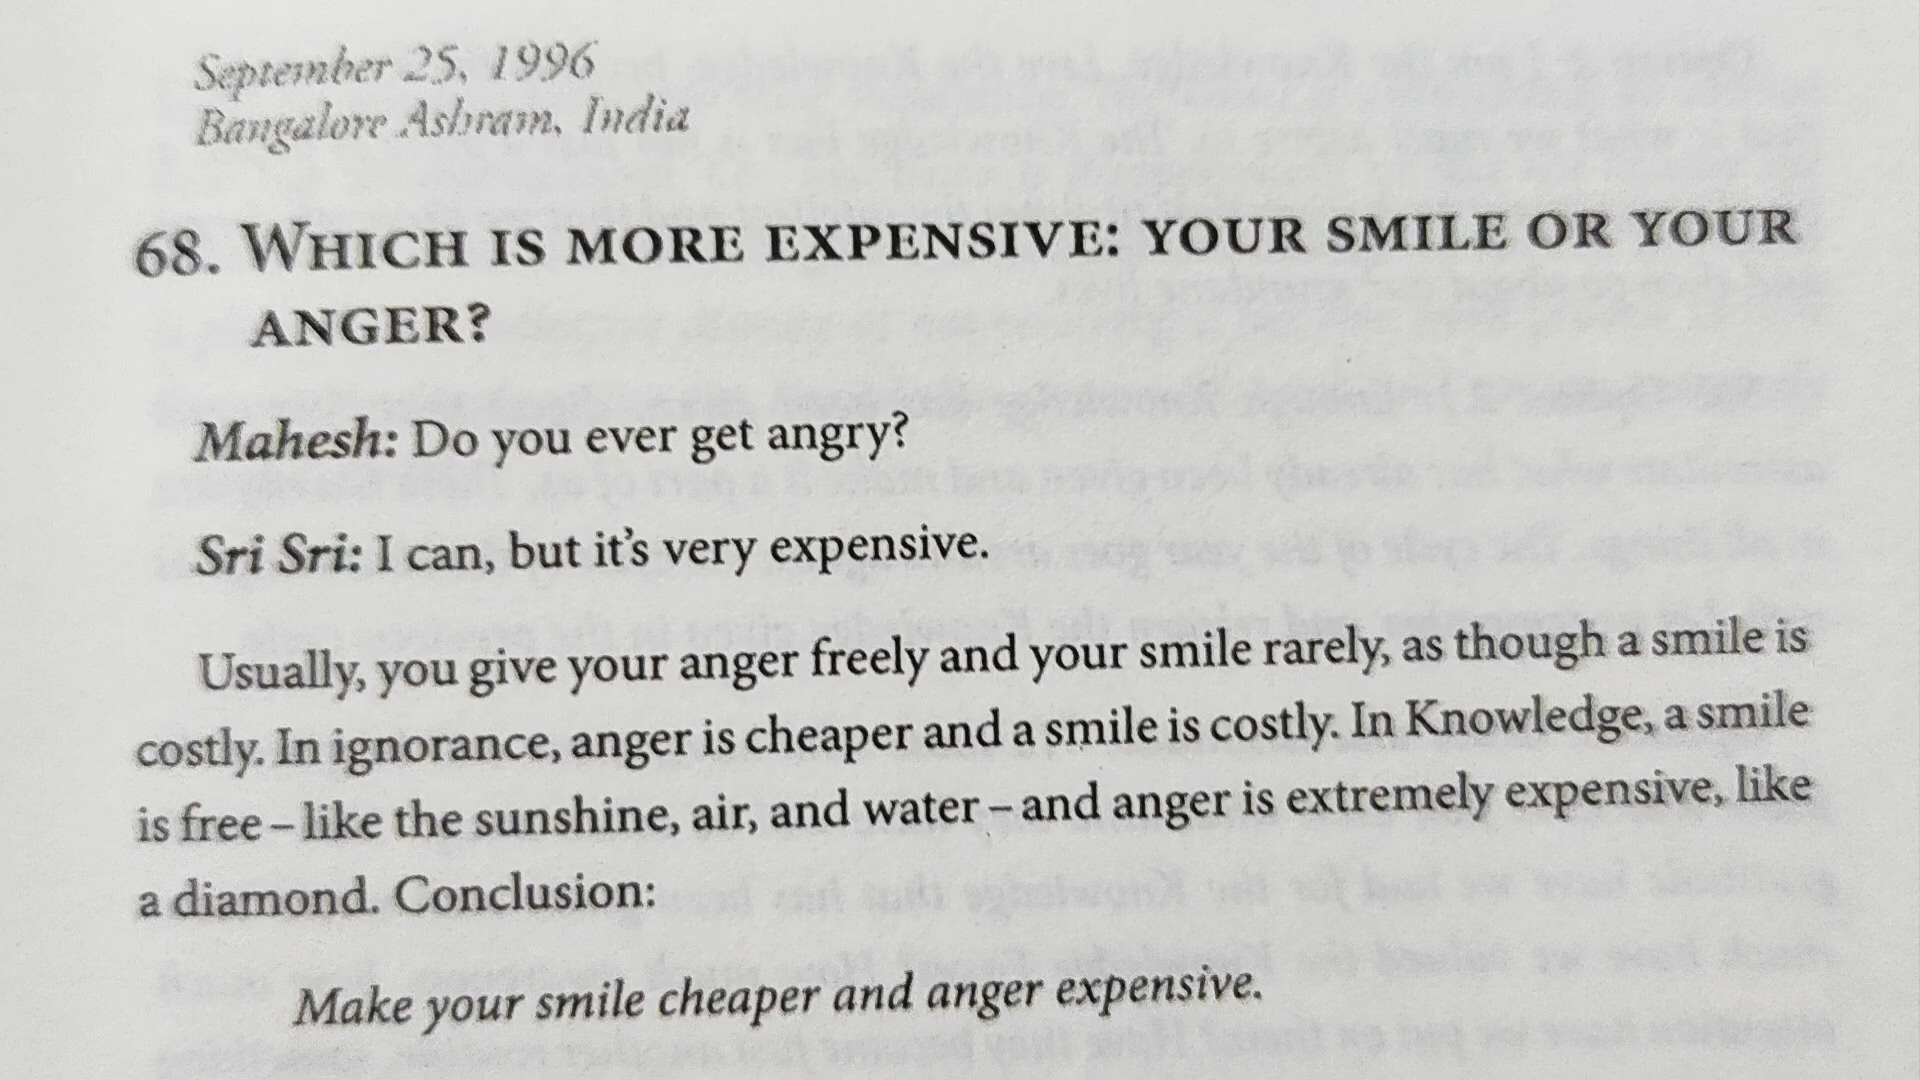 September 25, 1996
Bangalore Ashram, India
68. WHICH IS MORE EXPENSIVE: YOUR SMILE OR YOUR
ANGER?
Mahesh: Do you ever get angry?
Sri Sri: I can, but it's very expensive.
Usually, you give your anger freely and your smile rarely, as though a smile is
costly. In ignorance, anger is cheaper and a smile is costly. In Knowledge, a smile
is free – like the sunshine, air, and water – and anger is extremely expensive, like
a diamond. Conclusion:
Make your smile cheaper and anger expensive.